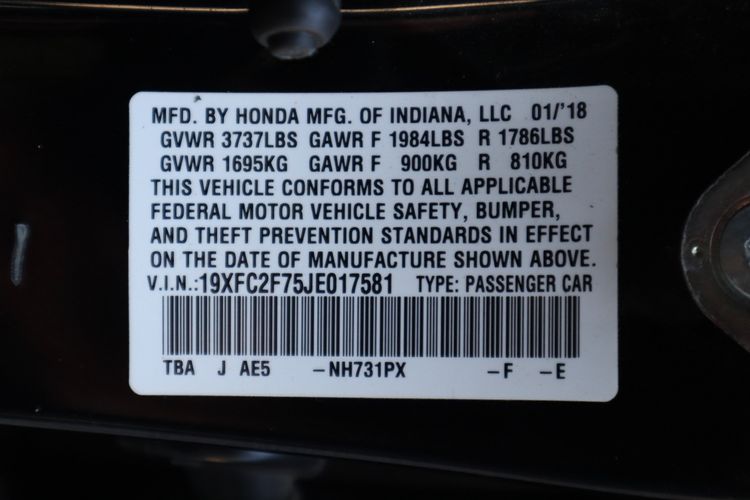 MFD. BY HONDA MFG. OF INDIANA, LLC 01/'18
GVWR 3737LBS GAWR F 1984LBS R 1786LBS
GVWR 1695KG GAWR F 900KG R 810KG
THIS VEHICLE CONFORMS TO ALL APPLICABLE
FEDERAL MOTOR VEHICLE SAFETY, BUMPER,
AND THEFT PREVENTION STANDARDS IN EFFECT
ON THE DATE OF MANUFACTURE SHOWN ABOVE.
V.I.N.:19XFC2F75JE017581 TYPE: PASSENGER CAR
TBA J AE5 -NH731PX -F -E